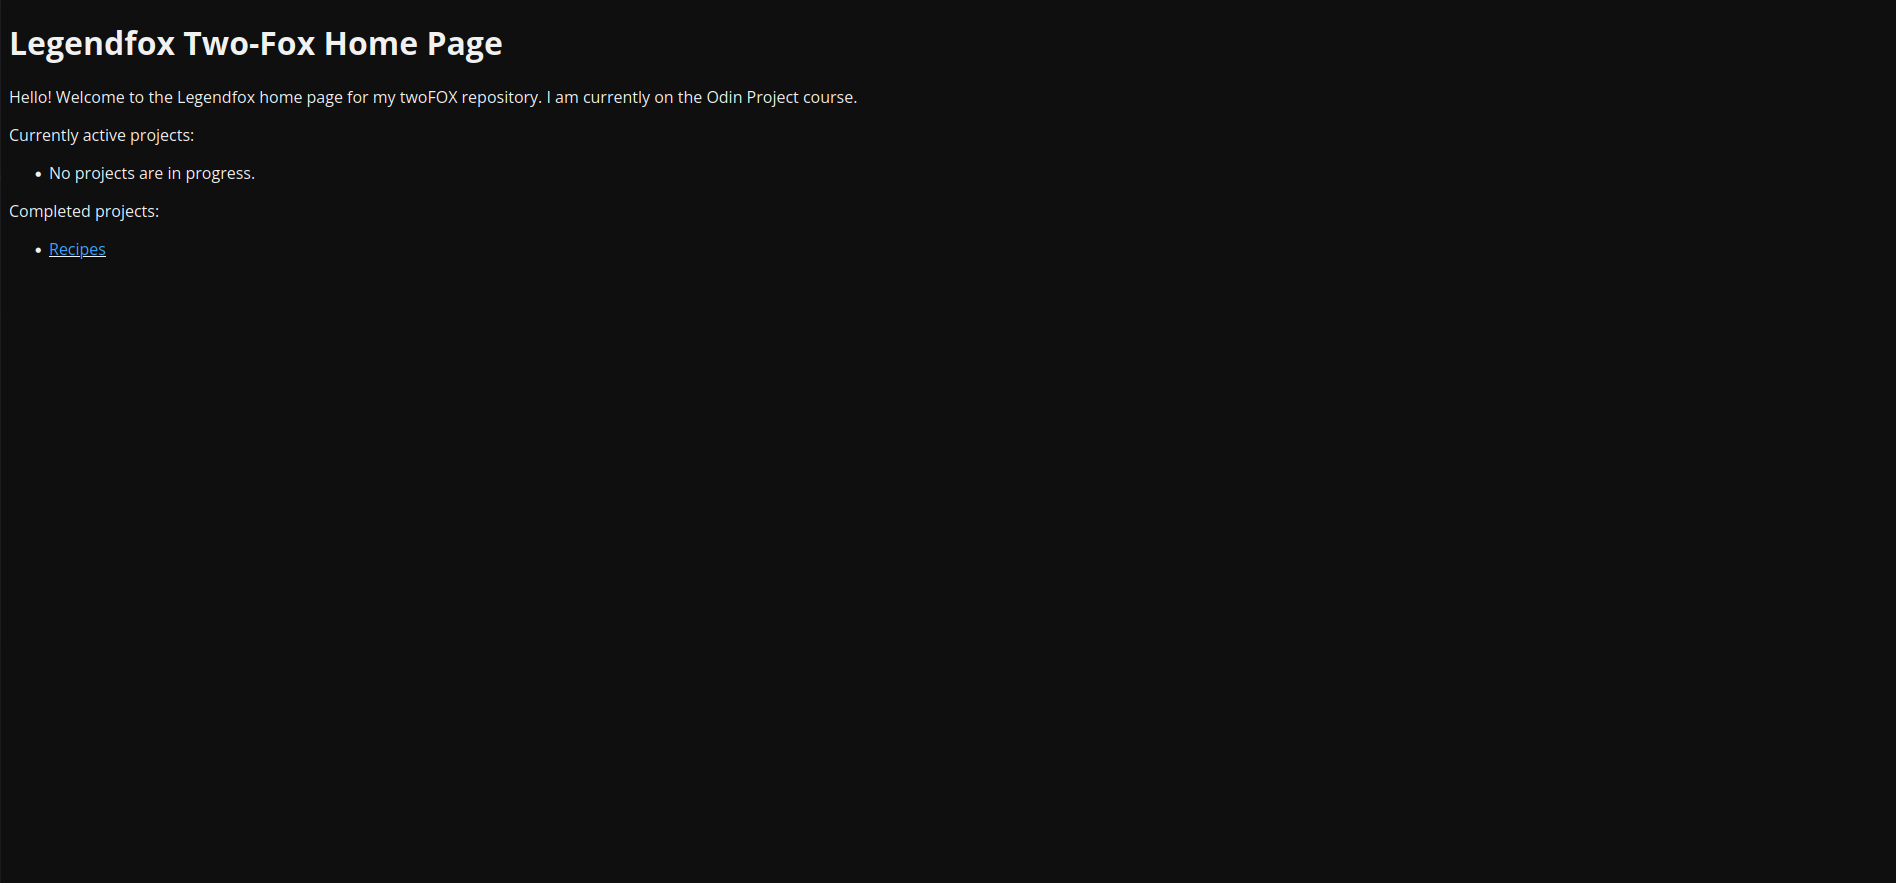 Legendfox Two-Fox Home Page
Hello! Welcome to the Legendfox home page for my twoFOX repository. I am currently on the Odin Project course.
Currently active projects:
• No projects are in progress.
Completed projects:
• Recipes